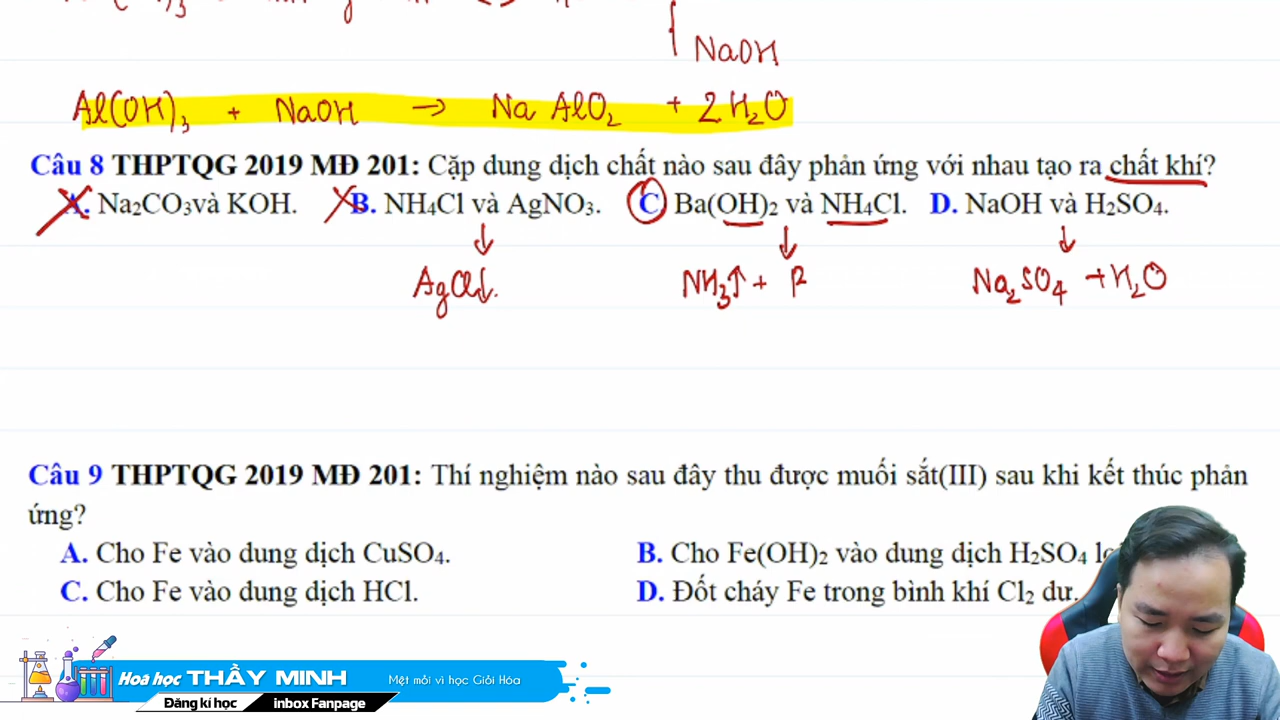 NaOH
Al(OH)₃ + NaOH → Na AlO₂ + 2H₂O
Câu 8 THPTQG 2019 MĐ 201: Cặp dung dịch chất nào sau đây phản ứng với nhau tạo ra chất khí?
A. Na₂CO₃và KOH. B. NH₄Cl và AgNO₃. C Ba(OH)₂ và NH₄Cl. D. NaOH và H₂SO₄.
AgCl↓. NH₃↑ + Na₂SO₄ + H₂O
Câu 9 THPTQG 2019 MĐ 201: Thí nghiệm nào sau đây thu được muối sắt(III) sau khi kết thúc phản
ứng?
A. Cho Fe vào dung dịch CuSO₄. B. Cho Fe(OH)₂ vào dung dịch H₂SO₄
C. Cho Fe vào dung dịch HCl. D. Đốt cháy Fe trong bình khí Cl₂ dư.
Hoá học THẦY MINH Mệt mỏi vì học Giỏi Hóa
Đăng kí học inbox Fanpage